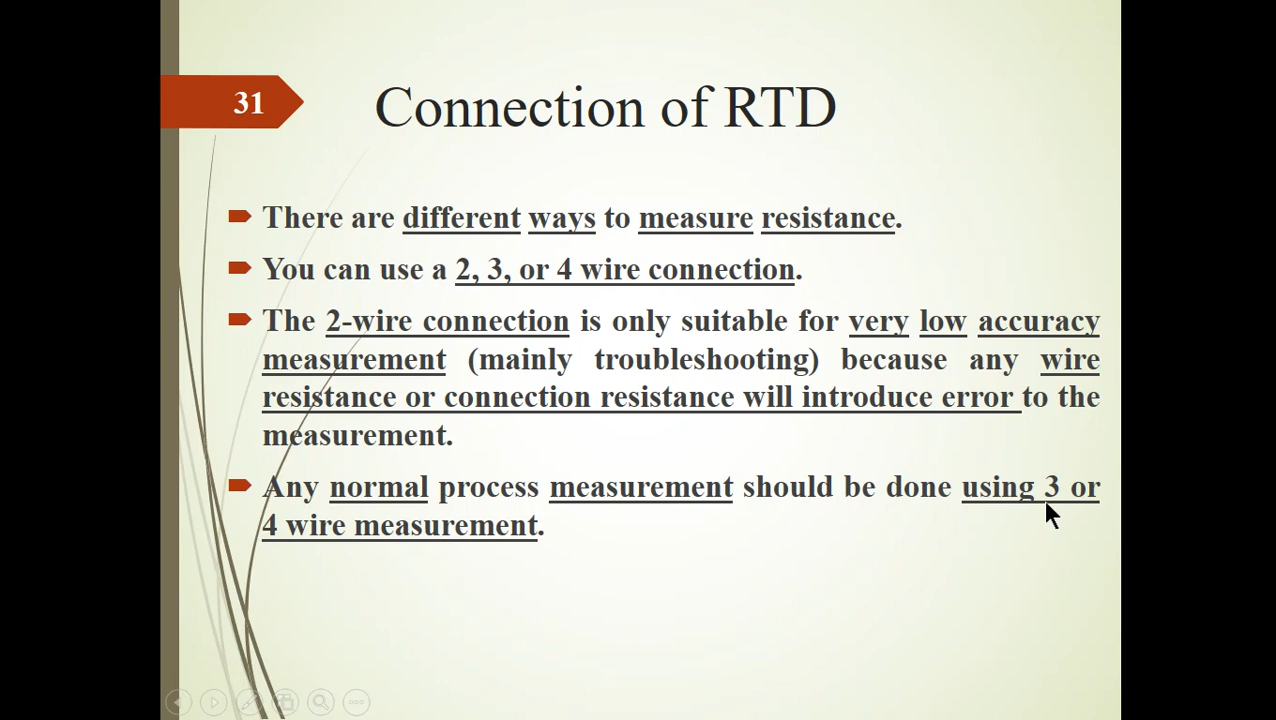 31
Connection of RTD
There are different ways to measure resistance.
You can use a 2, 3, or 4 wire connection.
The 2-wire connection is only suitable for very low accuracy
measurement (mainly troubleshooting) because any wire
resistance or connection resistance will introduce error to the
measurement.
Any normal process measurement should be done using 3 or
4 wire measurement.